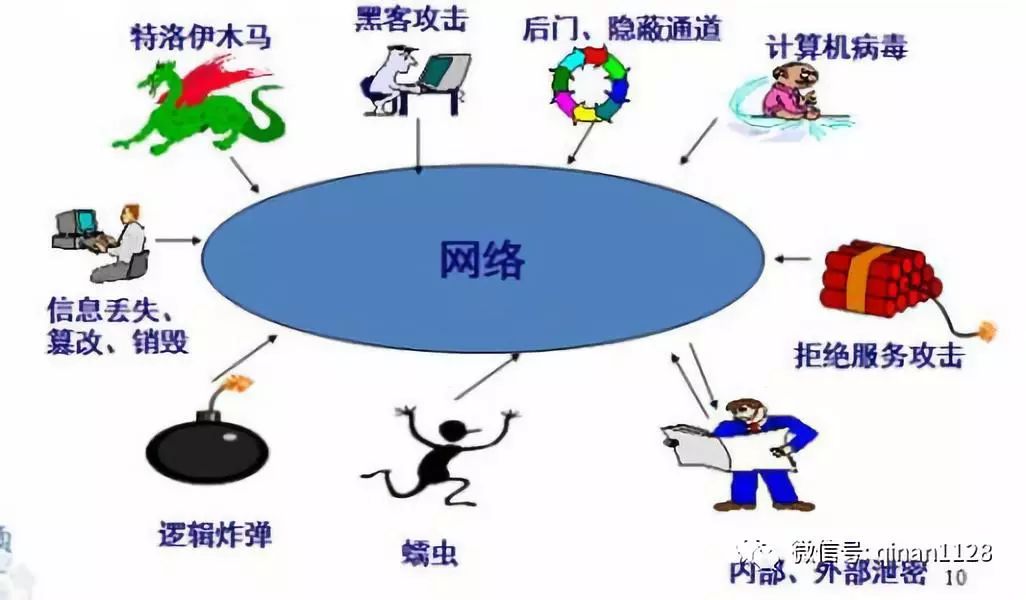 特洛伊木马
黑客攻击
后门、隐蔽通道
计算机病毒
网络
信息丢失、
篡改、销毁
拒绝服务攻击
逻辑炸弹
蠕虫
微信号: qinan1128
内部、外部泄密
10